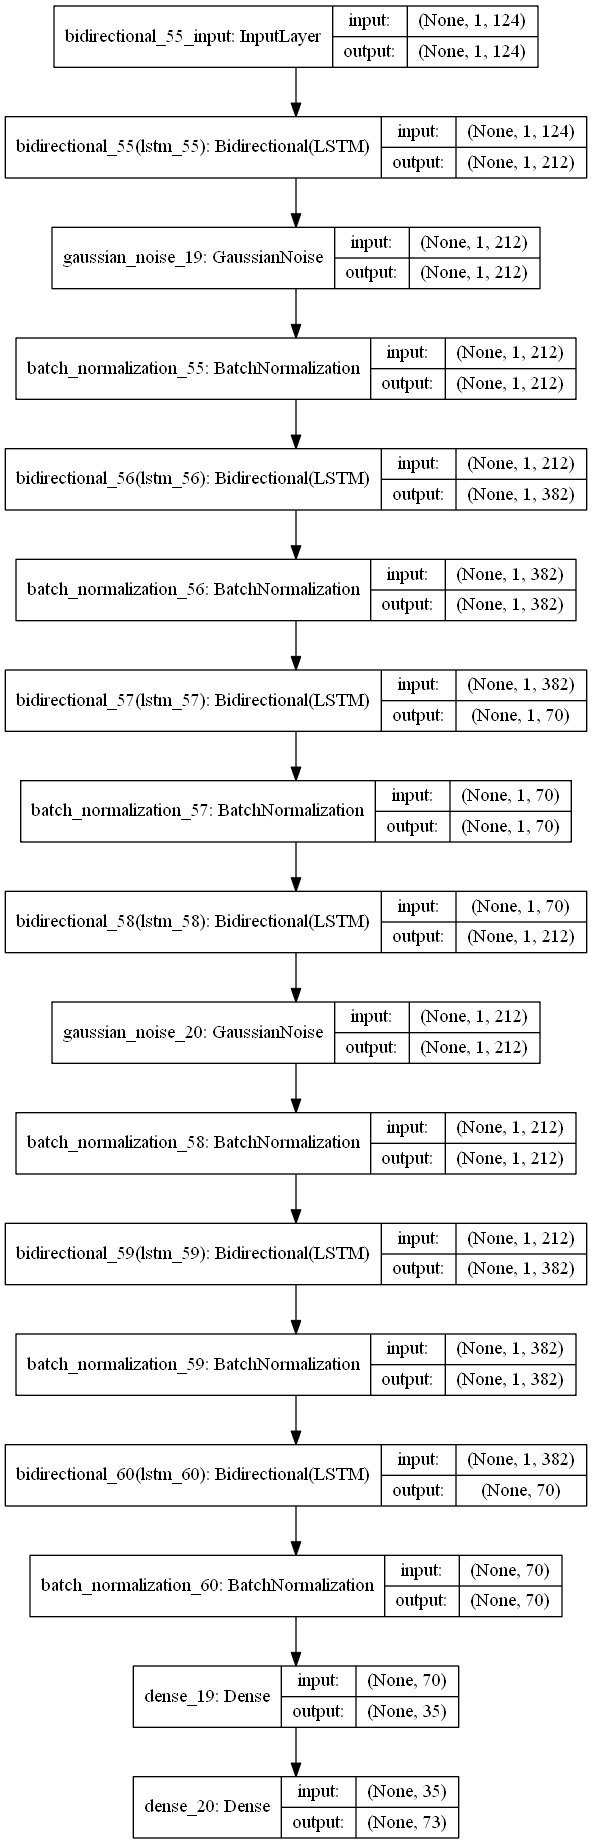 bidirectional_55_input: InputLayer
input: (None, 1, 124)
output: (None, 1, 124)
bidirectional_55(lstm_55): Bidirectional(LSTM)
input: (None, 1, 124)
output: (None, 1, 212)
gaussian_noise_19: GaussianNoise
input: (None, 1, 212)
output: (None, 1, 212)
batch_normalization_55: BatchNormalization
input: (None, 1, 212)
output: (None, 1, 212)
bidirectional_56(lstm_56): Bidirectional(LSTM)
input: (None, 1, 212)
output: (None, 1, 382)
batch_normalization_56: BatchNormalization
input: (None, 1, 382)
output: (None, 1, 382)
bidirectional_57(lstm_57): Bidirectional(LSTM)
input: (None, 1, 382)
output: (None, 1, 70)
batch_normalization_57: BatchNormalization
input: (None, 1, 70)
output: (None, 1, 70)
bidirectional_58(lstm_58): Bidirectional(LSTM)
input: (None, 1, 70)
output: (None, 1, 212)
gaussian_noise_20: GaussianNoise
input: (None, 1, 212)
output: (None, 1, 212)
batch_normalization_58: BatchNormalization
input: (None, 1, 212)
output: (None, 1, 212)
bidirectional_59(lstm_59): Bidirectional(LSTM)
input: (None, 1, 212)
output: (None, 1, 382)
batch_normalization_59: BatchNormalization
input: (None, 1, 382)
output: (None, 1, 382)
bidirectional_60(lstm_60): Bidirectional(LSTM)
input: (None, 1, 382)
output: (None, 70)
batch_normalization_60: BatchNormalization
input: (None, 70)
output: (None, 70)
dense_19: Dense
input: (None, 70)
output: (None, 35)
dense_20: Dense
input: (None, 35)
output: (None, 73)